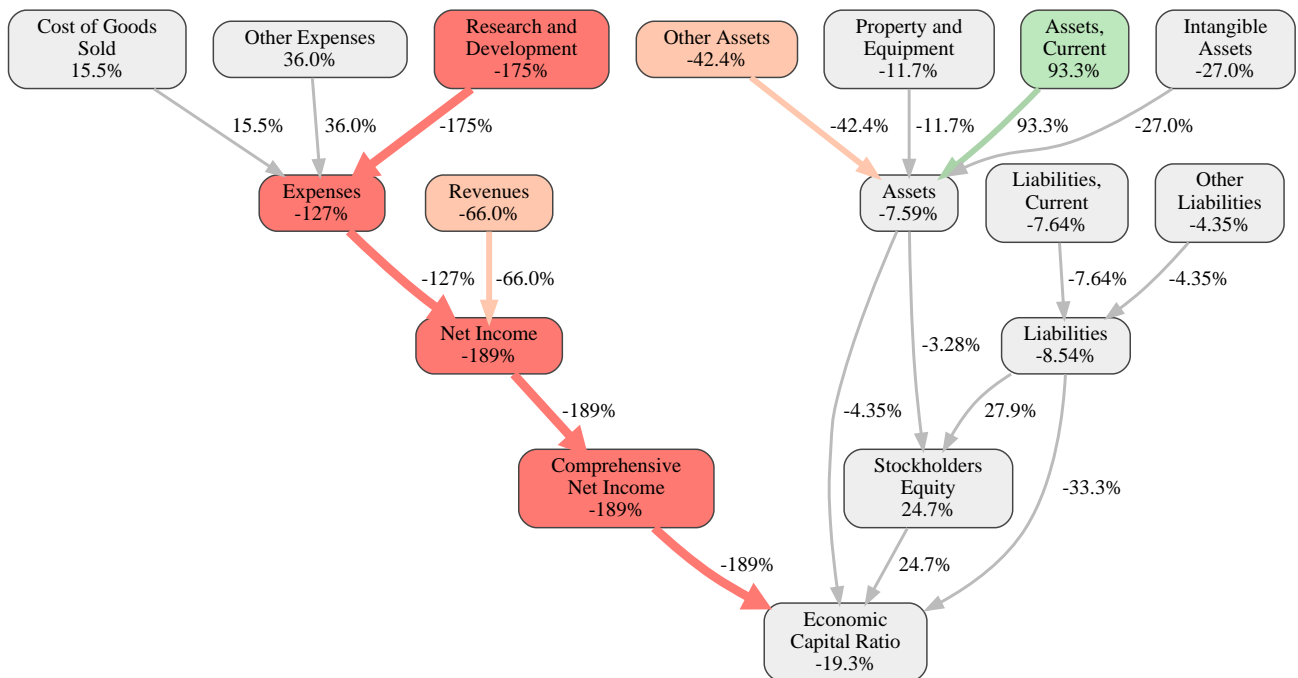 Cost of Goods
Sold
15.5%
Other Expenses
36.0%
Research and
Development
-175%
Other Assets
-42.4%
Property and
Equipment
-11.7%
Assets,
Current
93.3%
Intangible
Assets
-27.0%
15.5%
36.0%
-175%
-42.4%
-11.7%
93.3%
-27.0%
Expenses
-127%
Revenues
-66.0%
Assets
-7.59%
Liabilities,
Current
-7.64%
Other
Liabilities
-4.35%
-127%
-66.0%
-7.64%
-4.35%
Net Income
-189%
-3.28%
Liabilities
-8.54%
-189%
-4.35%
27.9%
Comprehensive
Net Income
-189%
Stockholders
Equity
24.7%
-33.3%
-189%
24.7%
Economic
Capital Ratio
-19.3%